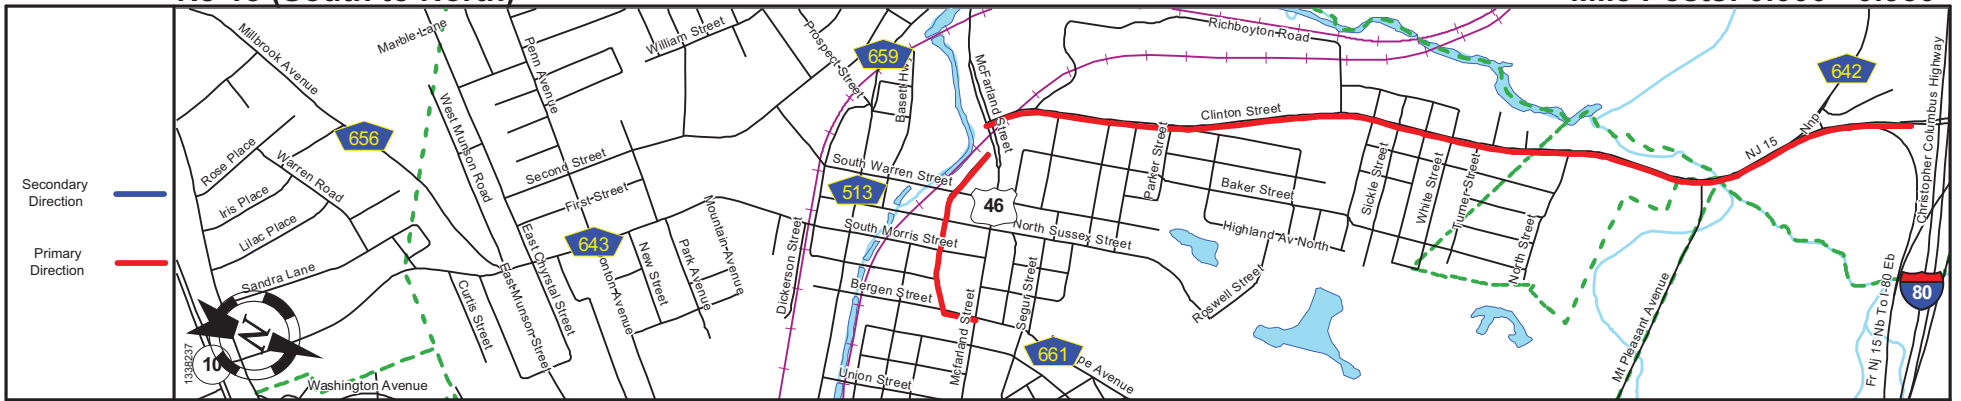 Secondary
Direction
Primary
Direction
Millbrook Avenue
Marble Lane
Penn Avenue
William Street
Prospect Street
659
Basett Hwy
McFarland Street
Richboyton Road
642
Christopher Columbus Highway
656
West Munson Road
Clinton Street
Nnp
NJ 15
Rose Place
Warren Road
Second Street
South Warren Street
Parker Street
Iris Place
First Street
513
46
Baker Street
Sickle Street
White Street
Turner Street
Lilac Place
643
Mountain Avenue
South Morris Street
North Sussex Street
Highland Av North
North Street
Sandra Lane
East Chyrstal Street
East Munson Street
New Street
Park Avenue
Dickerson Street
Bergen Street
Segur Street
Roswell Street
Mt Pleasant Avenue
Fr Nj 15 Nb To I-80 Eb
80
Curtis Street
onton Avenue
Mcfarland Street
N
10
1338237
Washington Avenue
Union Street
661
pe Avenue